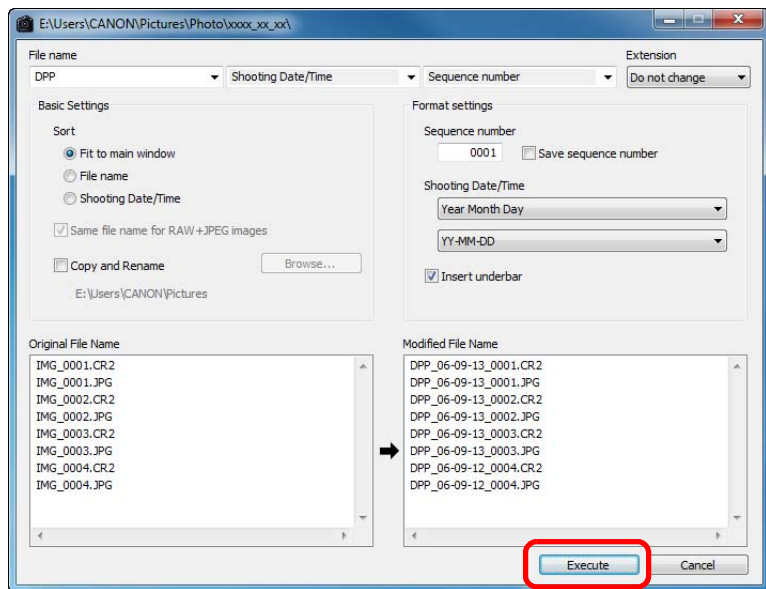 E:\Users\CANON\Pictures\Photo\xxxx_xx_xx\
File name
Extension
DPP
Shooting Date/Time
Sequence number
Do not change
Basic Settings
Sort
Fit to main window
File name
Shooting Date/Time
Same file name for RAW+JPEG images
Copy and Rename
Browse...
E:\Users\CANON\Pictures
Format settings
Sequence number
0001
Save sequence number
Shooting Date/Time
Year Month Day
YY-MM-DD
Insert underbar
Original File Name
IMG_0001.CR2
IMG_0001.JPG
IMG_0002.CR2
IMG_0002.JPG
IMG_0003.CR2
IMG_0003.JPG
IMG_0004.CR2
IMG_0004.JPG
Modified File Name
DPP_06-09-13_0001.CR2
DPP_06-09-13_0001.JPG
DPP_06-09-13_0002.CR2
DPP_06-09-13_0002.JPG
DPP_06-09-13_0003.CR2
DPP_06-09-13_0003.JPG
DPP_06-09-12_0004.CR2
DPP_06-09-12_0004.JPG
Execute
Cancel